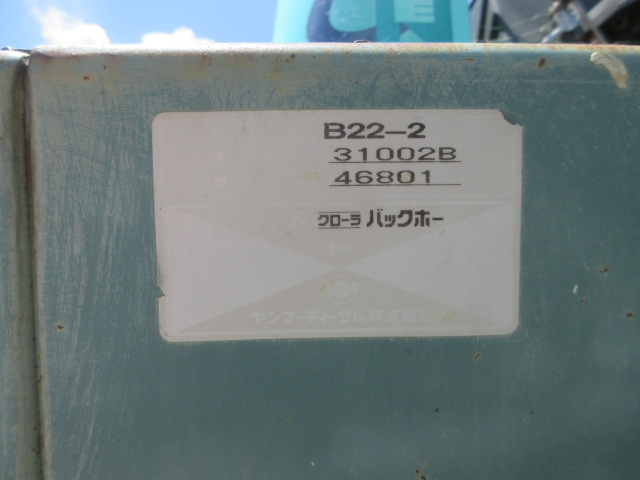 B22-2
31002B
46801
クローラ バックホー
ヤンマーディーゼル株式会社